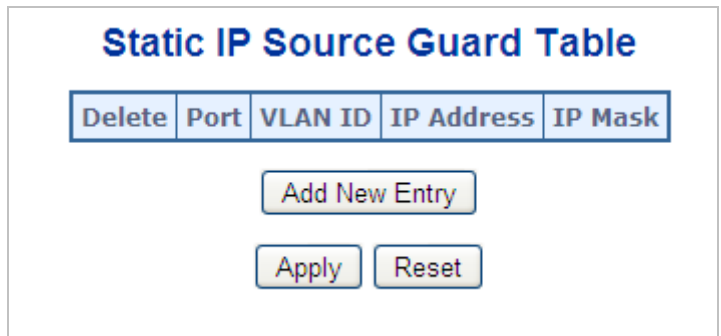 Static IP Source Guard Table
Delete Port VLAN ID IP Address IP Mask
Add New Entry
Apply Reset